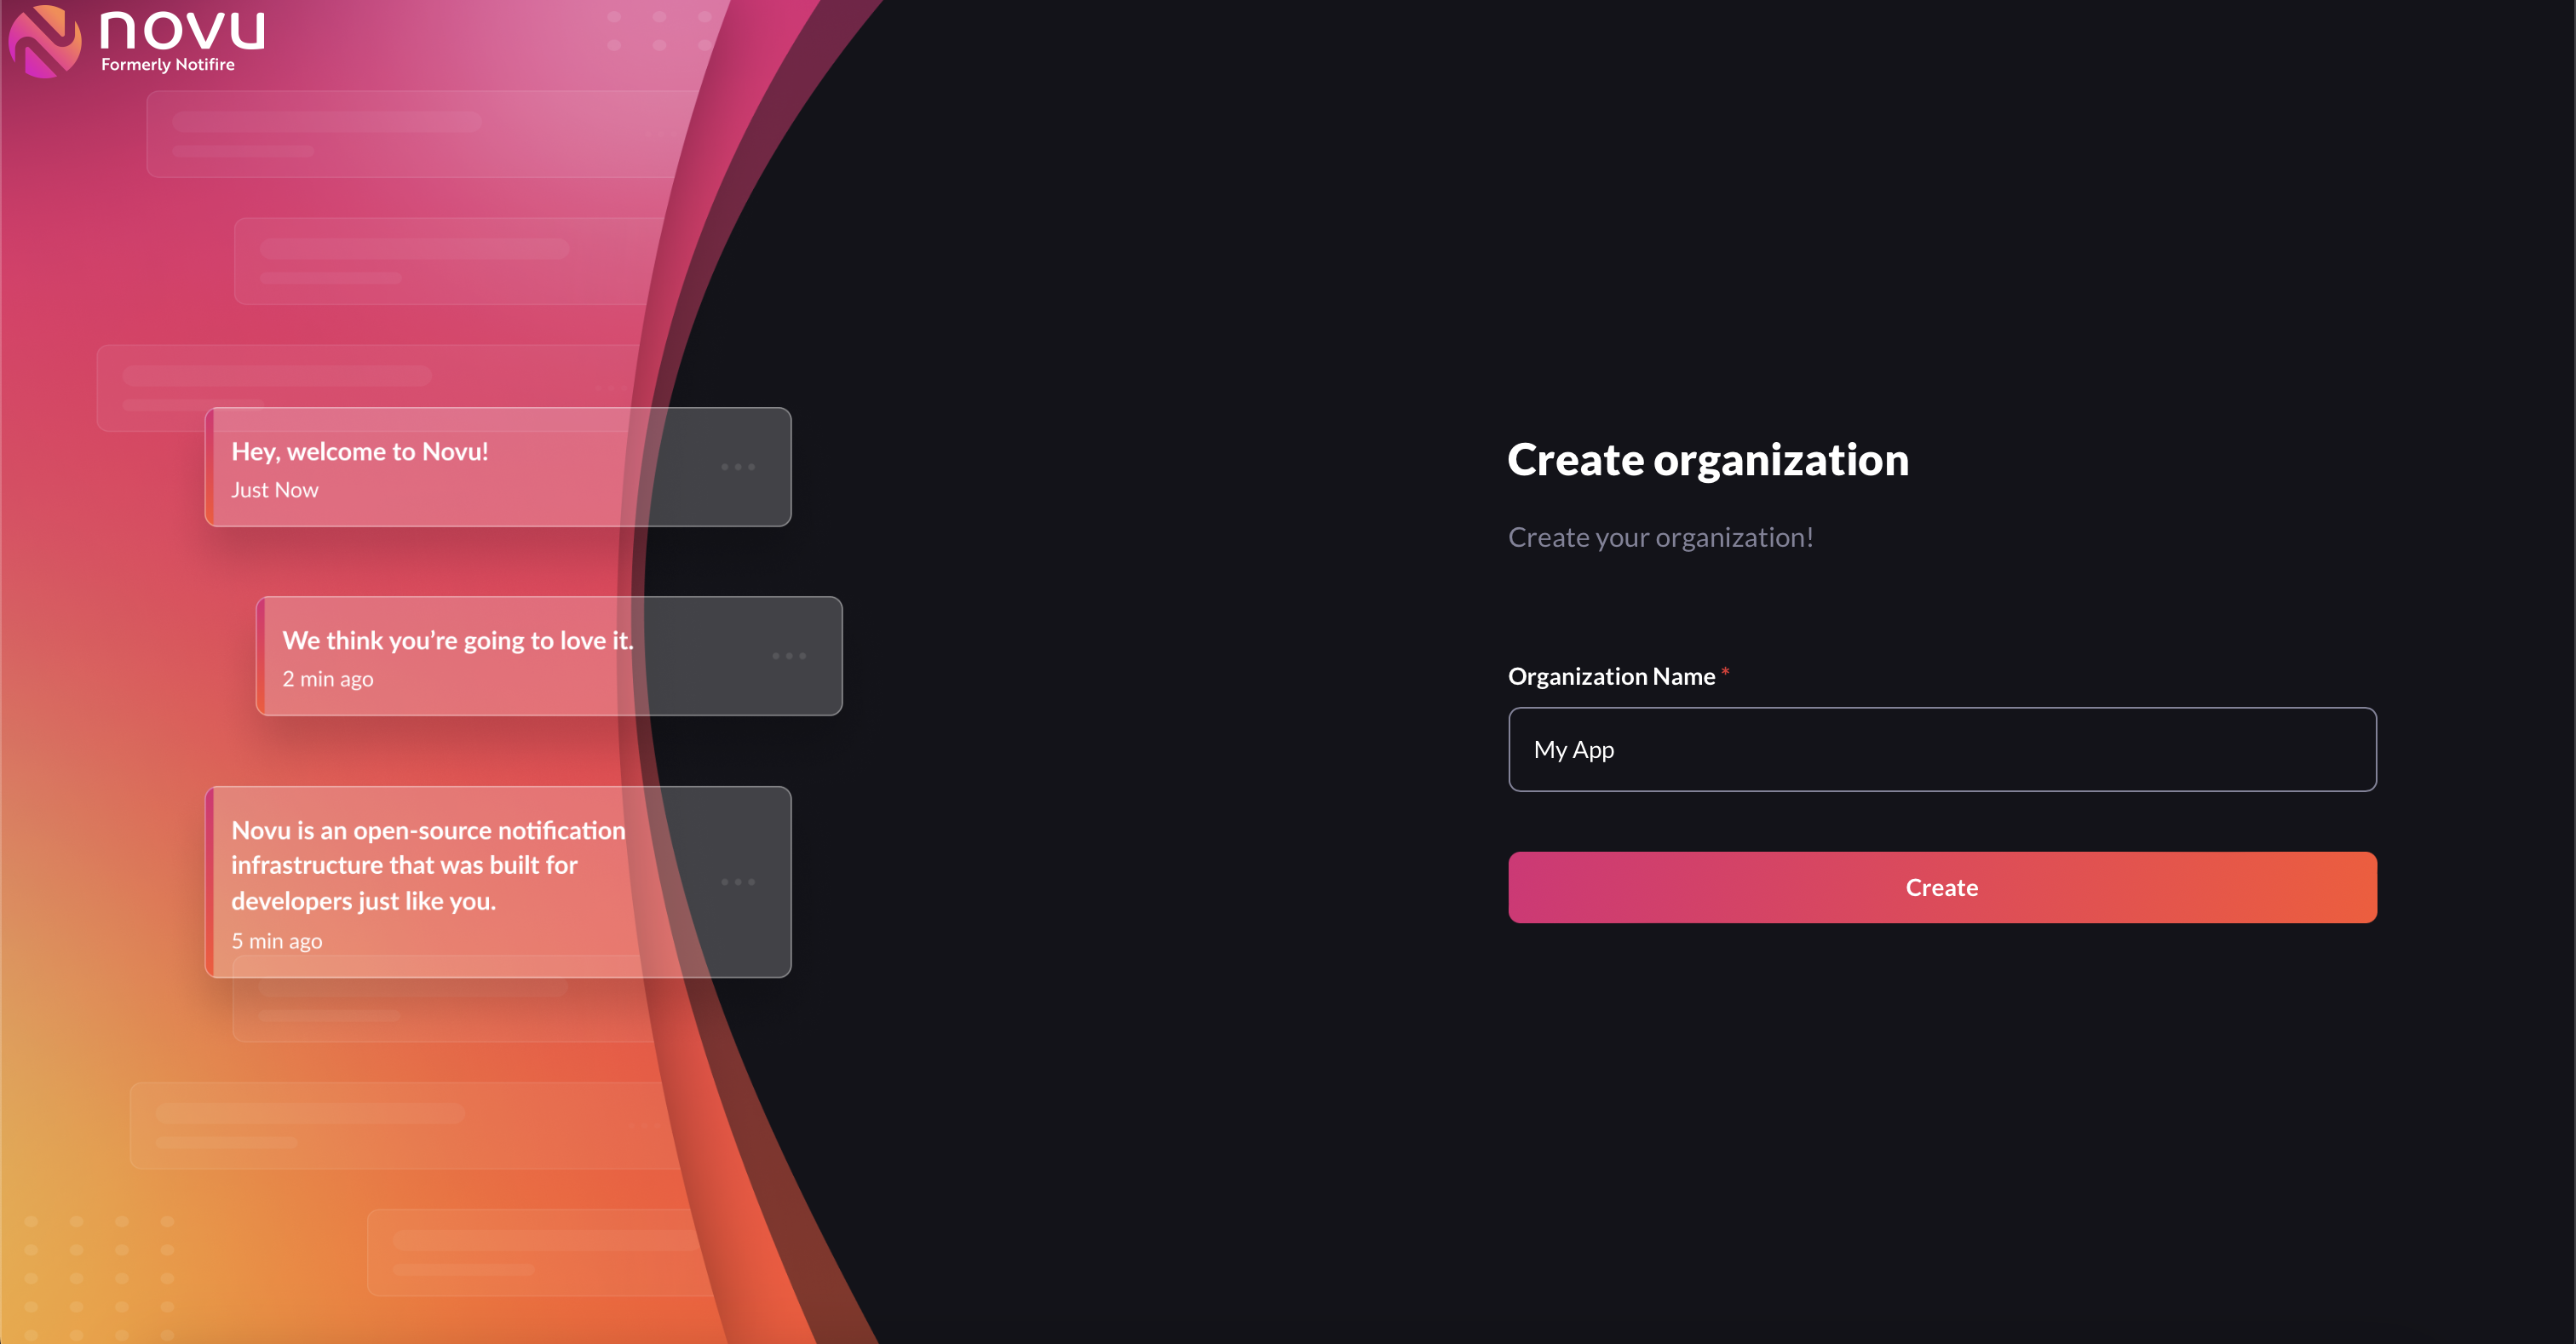 novu
Formerly Notifire
Hey, welcome to Novu!
Just Now
We think you’re going to love it.
2 min ago
Novu is an open-source notification
infrastructure that was built for
developers just like you.
5 min ago
Create organization
Create your organization!
Organization Name *
My App
Create